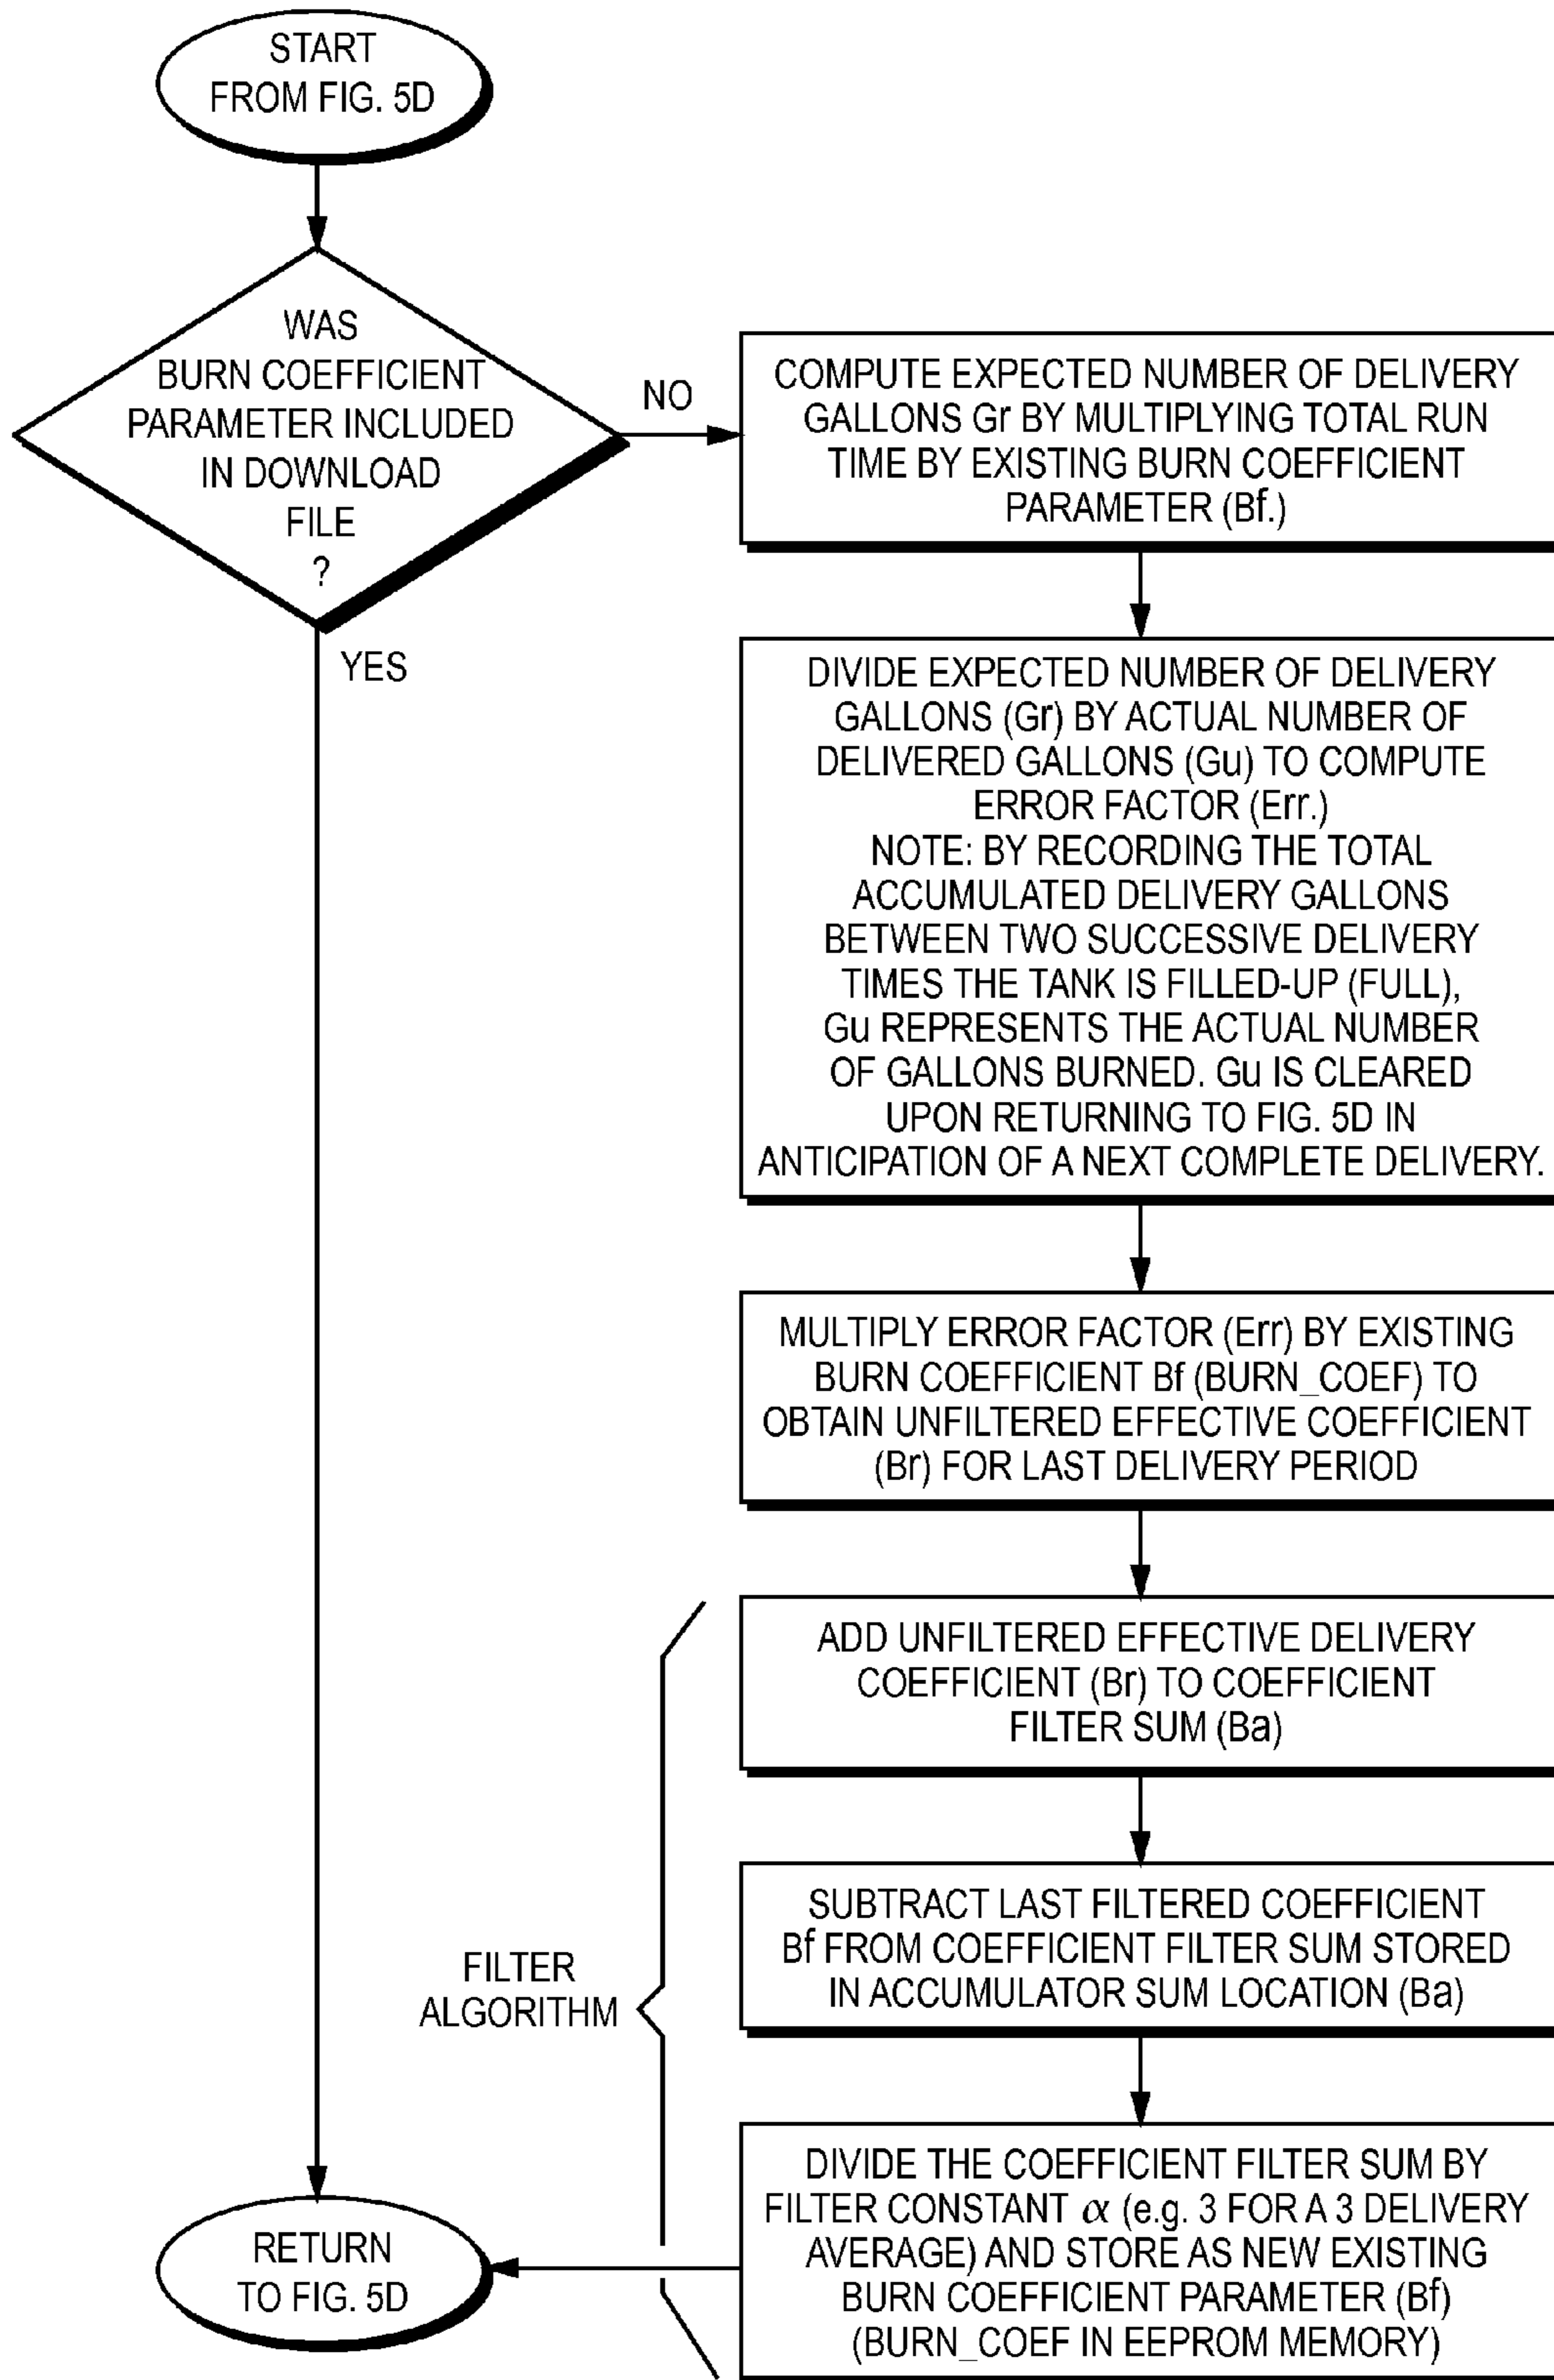 START
FROM FIG. 5D
WAS
BURN COEFFICIENT
PARAMETER INCLUDED
IN DOWNLOAD
FILE
?
NO
YES
COMPUTE EXPECTED NUMBER OF DELIVERY
GALLONS Gr BY MULTIPLYING TOTAL RUN
TIME BY EXISTING BURN COEFFICIENT
PARAMETER (Bf.)
DIVIDE EXPECTED NUMBER OF DELIVERY
GALLONS (Gr) BY ACTUAL NUMBER OF
DELIVERED GALLONS (Gu) TO COMPUTE
ERROR FACTOR (Err.)
NOTE: BY RECORDING THE TOTAL
ACCUMULATED DELIVERY GALLONS
BETWEEN TWO SUCCESSIVE DELIVERY
TIMES THE TANK IS FILLED-UP (FULL),
Gu REPRESENTS THE ACTUAL NUMBER
OF GALLONS BURNED. Gu IS CLEARED
UPON RETURNING TO FIG. 5D IN
ANTICIPATION OF A NEXT COMPLETE DELIVERY.
MULTIPLY ERROR FACTOR (Err) BY EXISTING
BURN COEFFICIENT Bf (BURN_COEF) TO
OBTAIN UNFILTERED EFFECTIVE COEFFICIENT
(Br) FOR LAST DELIVERY PERIOD
ADD UNFILTERED EFFECTIVE DELIVERY
COEFFICIENT (Br) TO COEFFICIENT
FILTER SUM (Ba)
SUBTRACT LAST FILTERED COEFFICIENT
Bf FROM COEFFICIENT FILTER SUM STORED
IN ACCUMULATOR SUM LOCATION (Ba)
FILTER
ALGORITHM
DIVIDE THE COEFFICIENT FILTER SUM BY
FILTER CONSTANT α (e.g. 3 FOR A 3 DELIVERY
AVERAGE) AND STORE AS NEW EXISTING
BURN COEFFICIENT PARAMETER (Bf)
(BURN_COEF IN EEPROM MEMORY)
RETURN
TO FIG. 5D